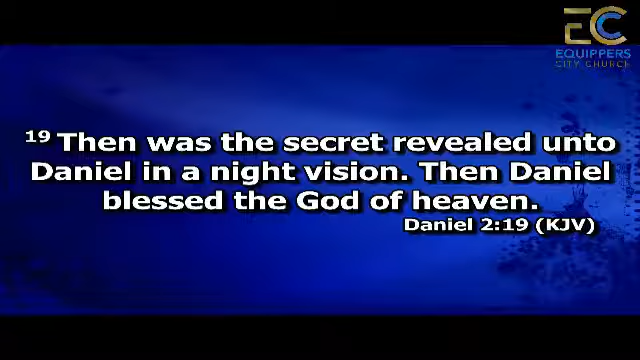 EC
EQUIPPERS
CITY CHURCH
19 Then was the secret revealed unto
Daniel in a night vision. Then Daniel
blessed the God of heaven.
Daniel 2:19 (KJV)